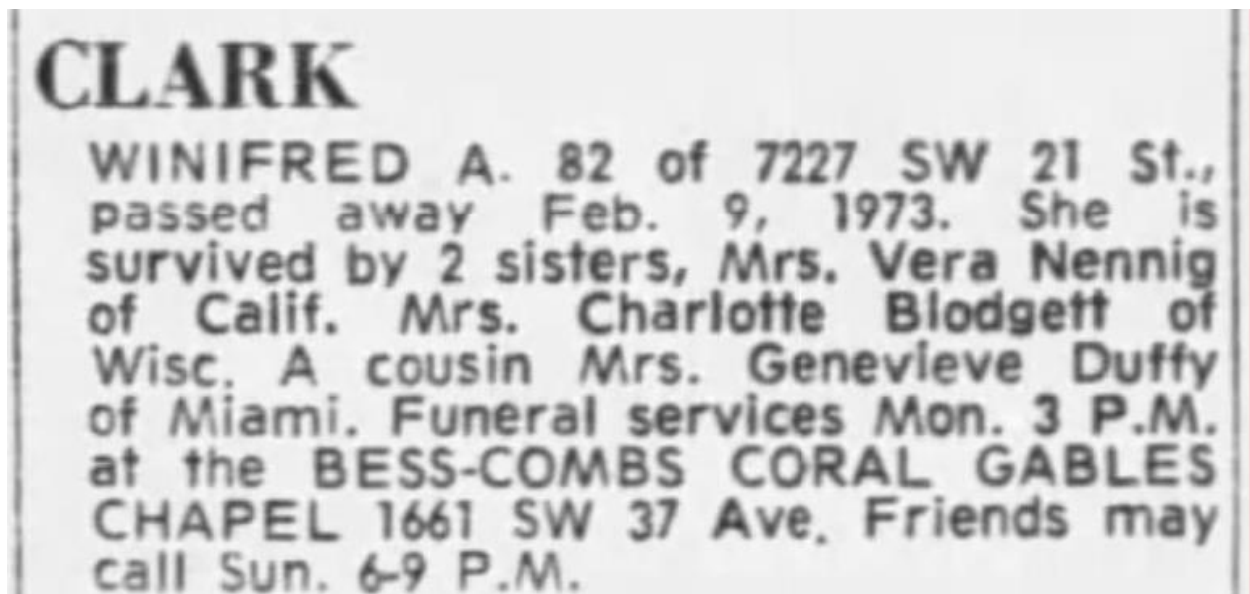 CLARK
WINIFRED A. 82 of 7227 SW 21 St.,
passed away Feb. 9, 1973. She is
survived by 2 sisters, Mrs. Vera Nennig
of Calif. Mrs. Charlotte Blodgett of
Wisc. A cousin Mrs. Genevieve Duffy
of Miami. Funeral services Mon. 3 P.M.
at the BESS-COMBS CORAL GABLES
CHAPEL 1661 SW 37 Ave. Friends may
call Sun. 6-9 P.M.